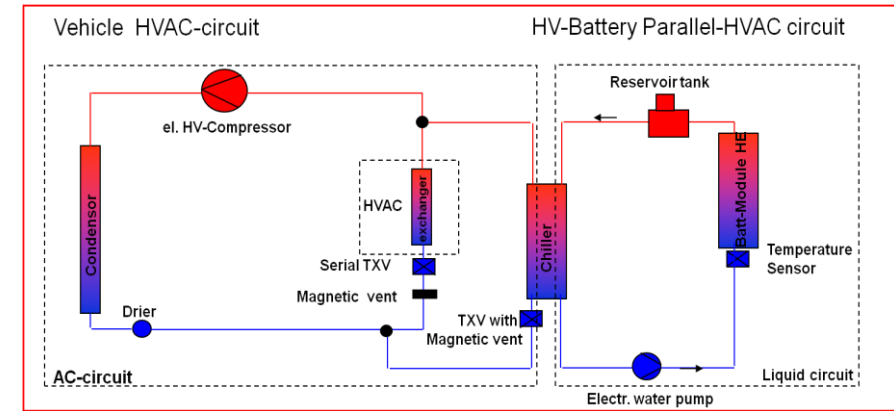 Vehicle HVAC-circuit
HV-Battery Parallel-HVAC circuit
Reservoir tank
el. HV-Compressor
Condensor
HVAC
exchanger
Chiller
Batt-Module HE
Serial TXV
Temperature
Sensor
Magnetic vent
Drier
TXV with
Magnetic vent
AC-circuit
Liquid circuit
Electr. water pump